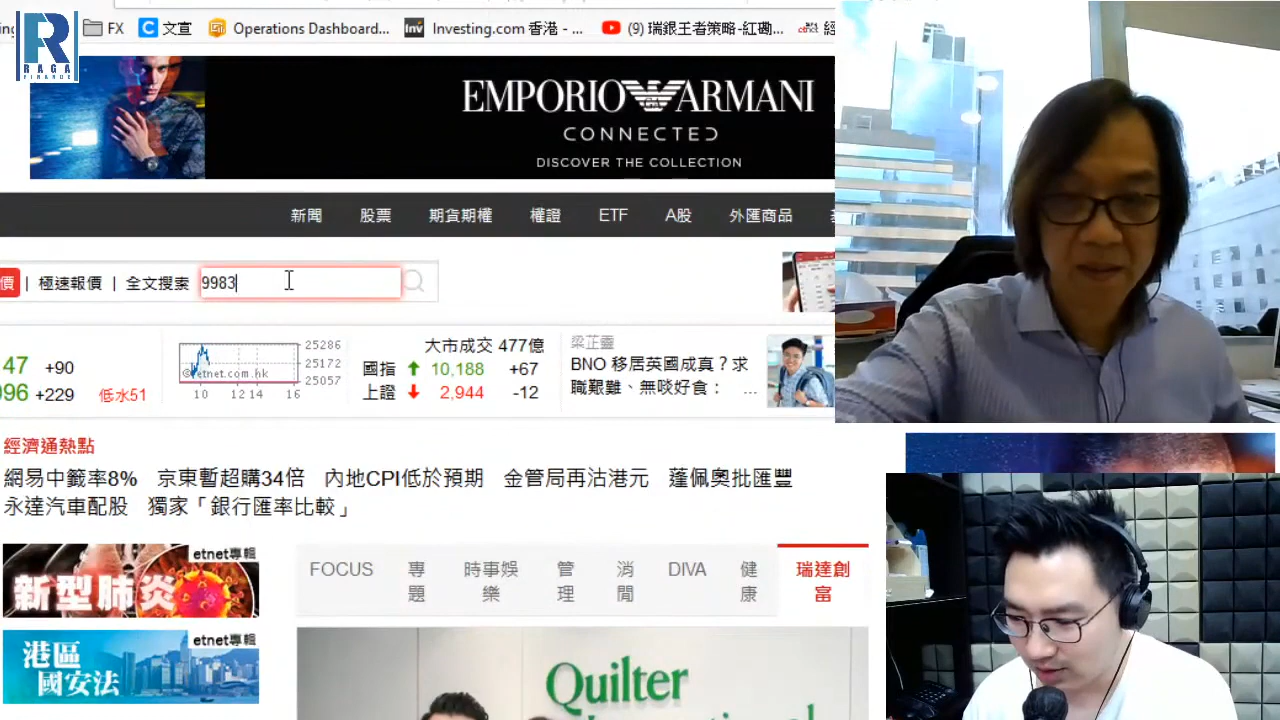 FX
文宣
Operations Dashboard...
Investing.com 香港 - ...
(9) 瑞銀王者策略-紅磡...
RAGA
FINANCE
EMPORIO ARMANI
CONNECTED
DISCOVER THE COLLECTION
新聞
股票
期貨期權
權證
ETF
A股
外匯商品
價 | 極速報價 | 全文搜索
9983
47 +90
96 +229 低水51
25286
25172
25057
©etnet.com.hk
10 12 14 16
大市成交 477億
國指 10,188 +67
上證 2,944 -12
梁芷靈
BNO 移居英國成真？求
職艱難、無啖好食： ...
經濟通熱點
網易中籤率8% 京東暫超購34倍 內地CPI低於預期 金管局再沽港元 蓬佩奧批匯豐
永達汽車配股 獨家「銀行匯率比較」
etnet專輯
新型肺炎
etnet專輯
港區
國安法
FOCUS
專題
時事娛樂
管理
消閒
DIVA
健康
瑞達創富
Quilter